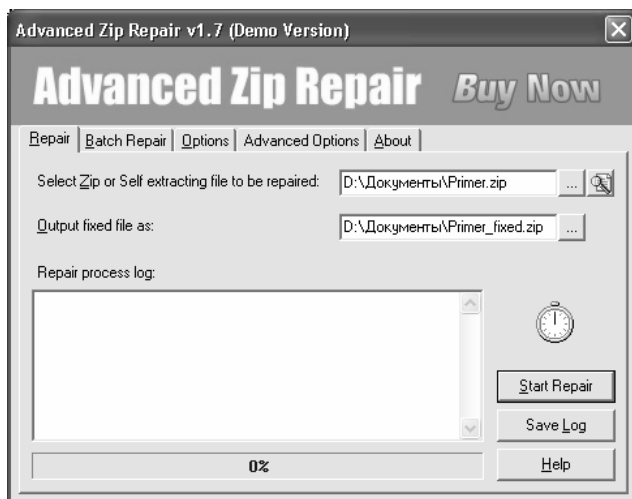 Advanced Zip Repair v1.7 (Demo Version)
Advanced Zip Repair Buy Now
Repair Batch Repair Options Advanced Options About
Select Zip or Self extracting file to be repaired: D:\Документы\Primer.zip ...
Output fixed file as: D:\Документы\Primer_fixed.zip ...
Repair process log:
Start Repair
Save Log
0% Help